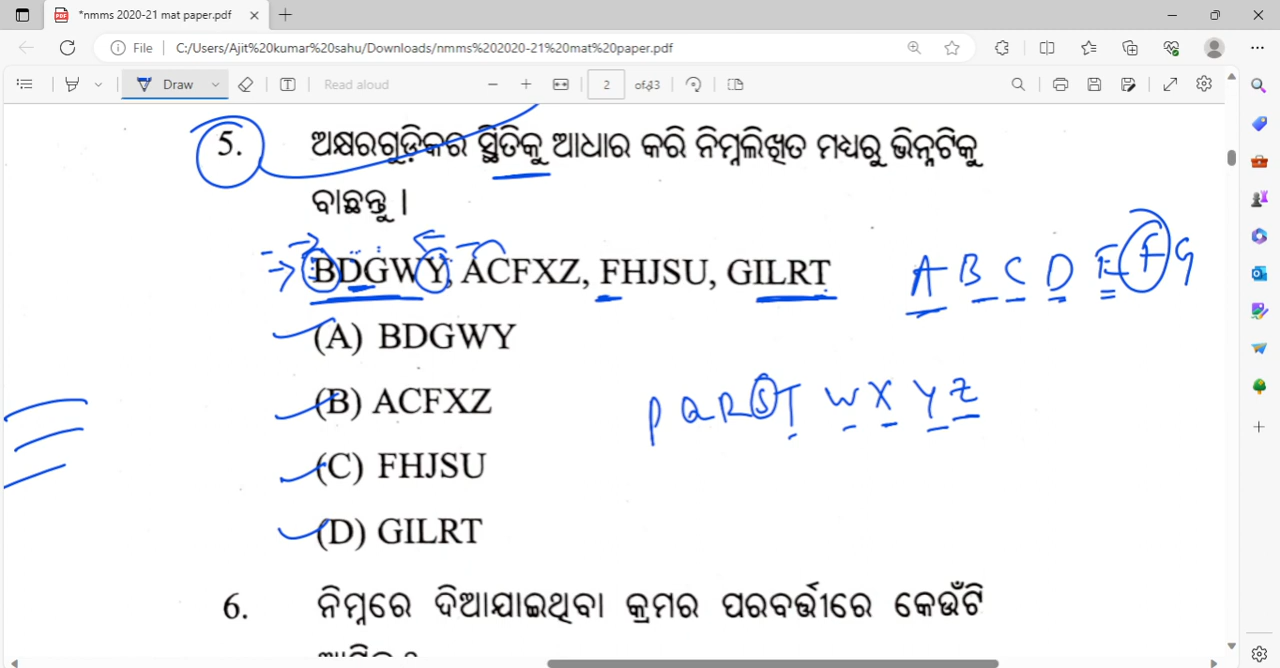 *nmms 2020-21 mat paper.pdf
File C:/Users/Ajit%20kumar%20sahu/Downloads/nmms%202020-21%20mat%20paper.pdf
Draw Read aloud 2 of 43
5. ଅକ୍ଷରଗୁଡ଼ିକର ସ୍ଥିତିକୁ ଆଧାର କରି ନିମ୍ନଲିଖିତ ମଧ୍ୟରୁ ଭିନ୍ନଟିକୁ
ବାଛନ୍ତୁ ।
BDGWY, ACFXZ, FHJSU, GILRT A B C D E F G
(A) BDGWY
(B) ACFXZ P Q R S T W X Y Z
(C) FHJSU
(D) GILRT
6. ନିମ୍ନରେ ଦିଆଯାଇଥିବା କ୍ରମର ପରବର୍ତ୍ତୀରେ କେଉଁଟି